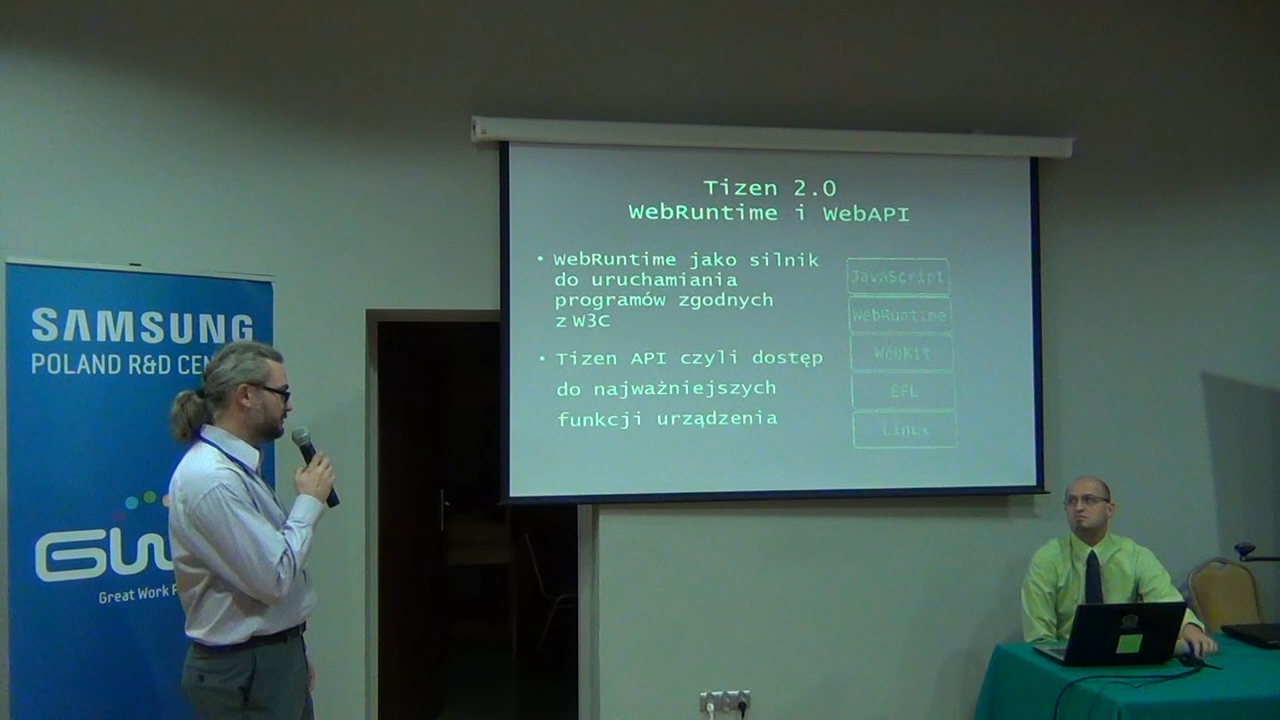 SAMSUNG
POLAND R&D CEN
GW
Great Work
Tizen 2.0
WebRuntime i WebAPI
• WebRuntime jako silnik
do uruchamiania
programów zgodnych
z W3C
• Tizen API czyli dostęp
do najważniejszych
funkcji urządzenia
JavaScript
WebRuntime
WebKit
EFL
Linux